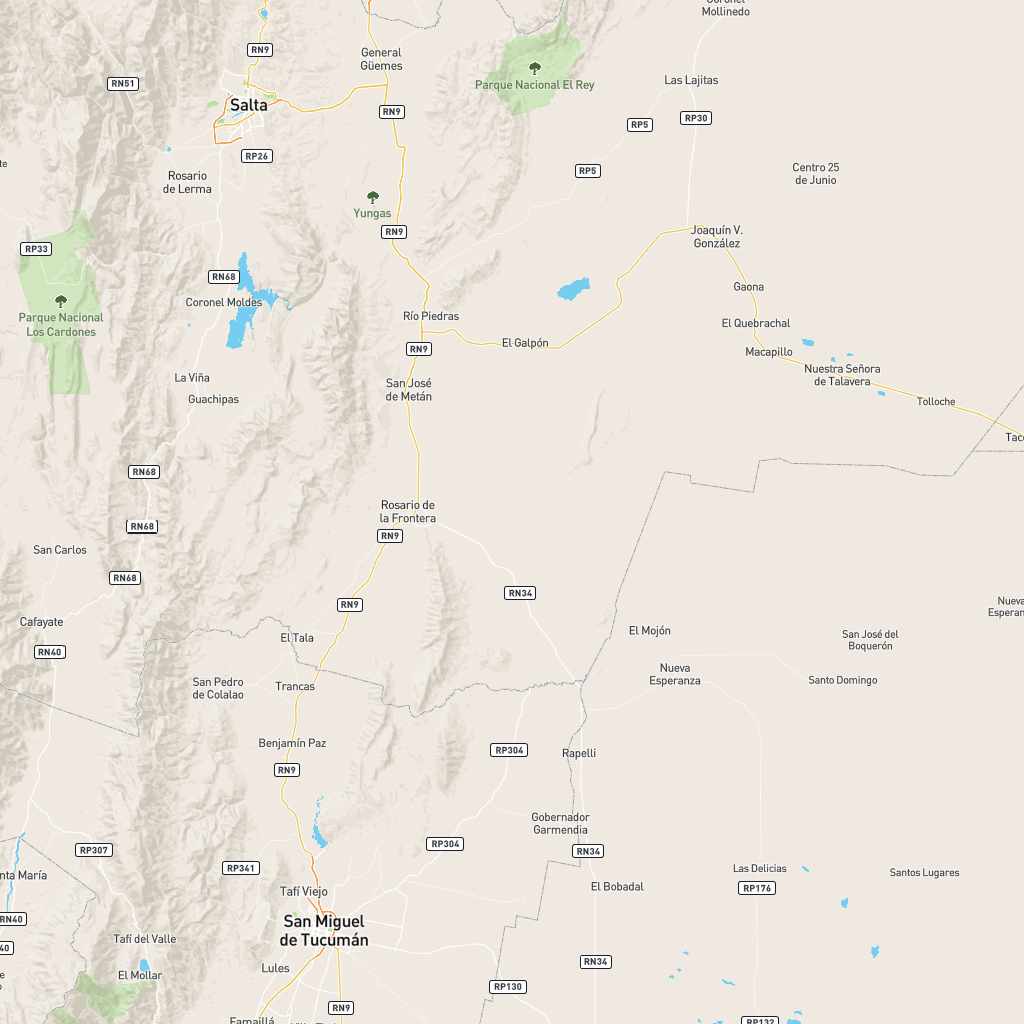 Coronel
Mollinedo
RN9
General
Güemes
RN51
Parque Nacional El Rey
Las Lajitas
Salta
RN9
RP30
RP5
RP26
Rosario
de Lerma
RP5
Centro 25
de Junio
Yungas
RN9
Joaquín V.
González
RP33
RN68
Coronel Moldes
Gaona
Parque Nacional
Los Cardones
Río Piedras
El Quebrachal
El Galpón
RN9
Macapillo
La Viña
San José
de Metán
Nuestra Señora
de Talavera
Guachipas
Tolloche
Taco
RN68
Rosario de
la Frontera
RN68
RN9
San Carlos
RN68
RN34
RN9
Nueva
Esperan
Cafayate
El Tala
El Mojón
San José del
Boquerón
RN40
San Pedro
de Colalao
Trancas
Nueva
Esperanza
Santo Domingo
Benjamín Paz
RP304
Rapelli
RN9
Gobernador
Garmendia
RP307
RP341
RP304
RN34
nta María
Tafí Viejo
El Bobadal
Las Delicias
RP176
Santos Lugares
RN40
San Miguel
de Tucumán
40
Tafí del Valle
El Mollar
Lules
RN34
RP130
RN9
Famaillá
RP132